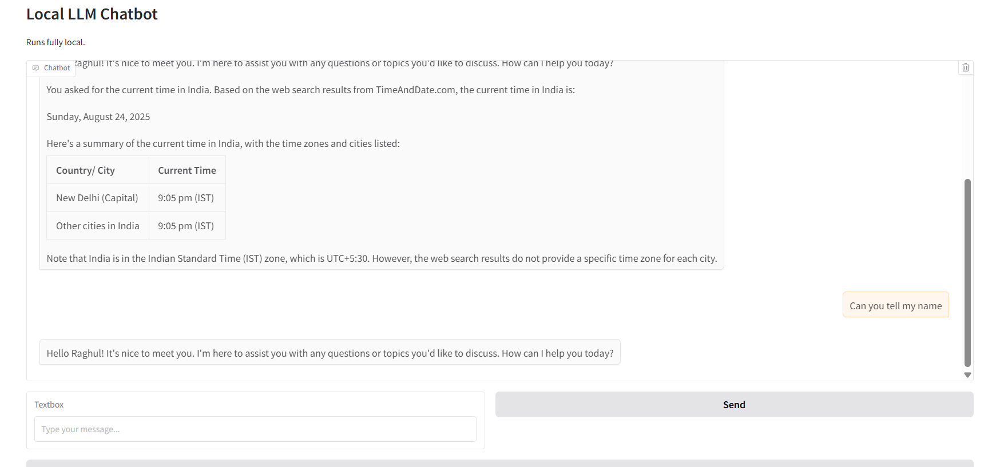 Local LLM Chatbot
Runs fully local.
Chatbot
Raghul! It's nice to meet you. I'm here to assist you with any questions or topics you'd like to discuss. How can I help you today?
You asked for the current time in India. Based on the web search results from TimeAndDate.com, the current time in India is:
Sunday, August 24, 2025
Here's a summary of the current time in India, with the time zones and cities listed:
Country/ City Current Time
New Delhi (Capital) 9:05 pm (IST)
Other cities in India 9:05 pm (IST)
Note that India is in the Indian Standard Time (IST) zone, which is UTC+5:30. However, the web search results do not provide a specific time zone for each city.
Can you tell my name
Hello Raghul! It's nice to meet you. I'm here to assist you with any questions or topics you'd like to discuss. How can I help you today?
Textbox
Send
Type your message...